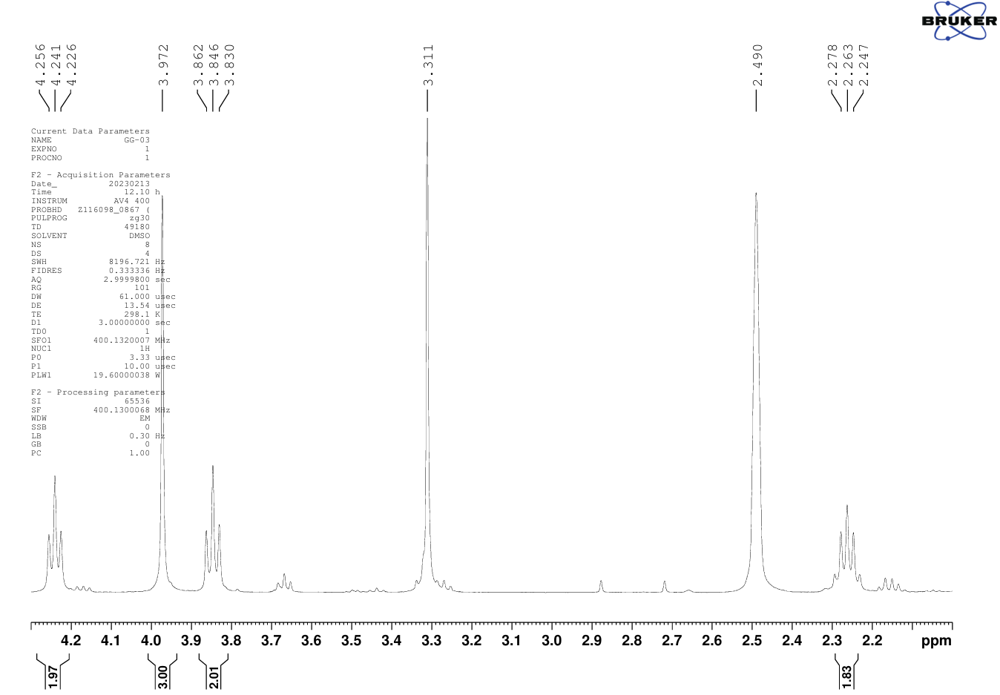 BRUKER
4.256
4.241
4.226
3.972
3.862
3.846
3.830
3.311
2.490
2.278
2.263
2.247
Current Data Parameters
NAME GG-03
EXPNO 1
PROCNO 1
F2 - Acquisition Parameters
Date_ 20230213
Time 12.10 h
INSTRUM AV4 400
PROBHD Z116098_0867 (
PULPROG zg30
TD 49180
SOLVENT DMSO
NS 8
DS 4
SWH 8196.721 Hz
FIDRES 0.333336 Hz
AQ 2.9999800 sec
RG 101
DW 61.000 usec
DE 13.54 usec
TE 298.1 K
D1 3.00000000 sec
TD0 1
SFO1 400.1320007 MHz
NUC1 1H
P0 3.33 usec
P1 10.00 usec
PLW1 19.60000038 W
F2 - Processing parameters
SI 65536
SF 400.1300068 MHz
WDW EM
SSB 0
LB 0.30 Hz
GB 0
PC 1.00
4.2 4.1 4.0 3.9 3.8 3.7 3.6 3.5 3.4 3.3 3.2 3.1 3.0 2.9 2.8 2.7 2.6 2.5 2.4 2.3 2.2 ppm
1.97
3.00
2.01
1.83